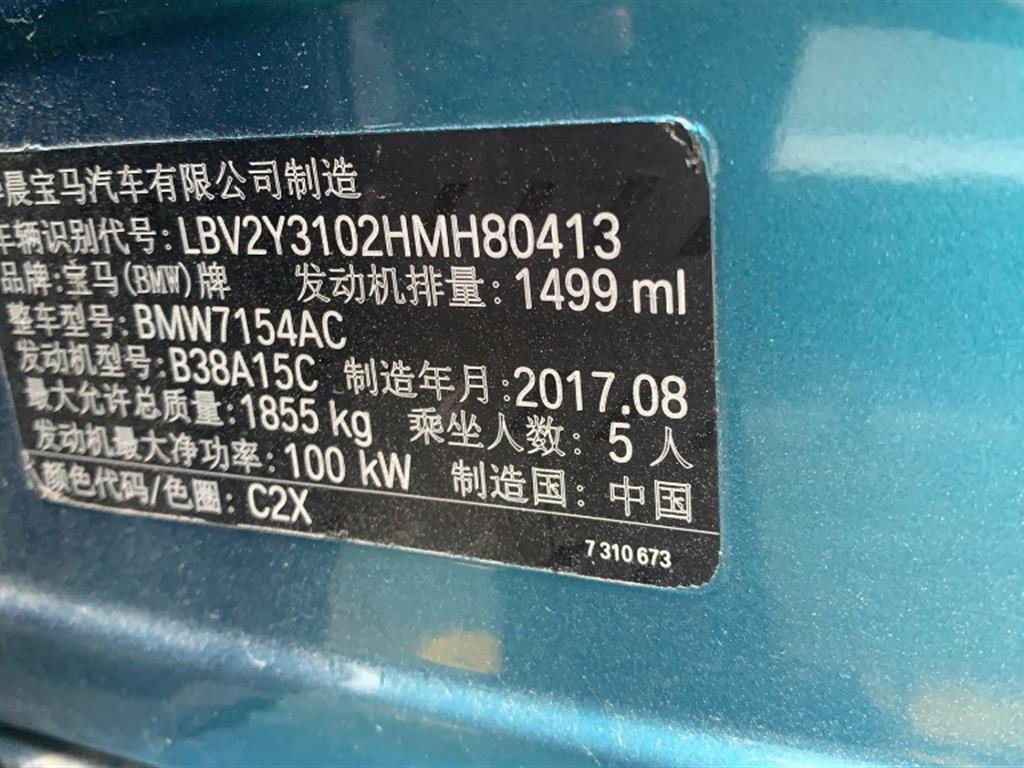 华晨宝马汽车有限公司制造
车辆识别代号: LBV2Y3102HMH80413
品牌:宝马(BMW)牌 发动机排量: 1499 ml
整车型号: BMW7154AC
发动机型号: B38A15C 制造年月:2017.08
最大允许总质量: 1855 kg 乘坐人数: 5 人
发动机最大净功率: 100 kW 制造国: 中国
颜色代码/色圈: C2X
7 310 673